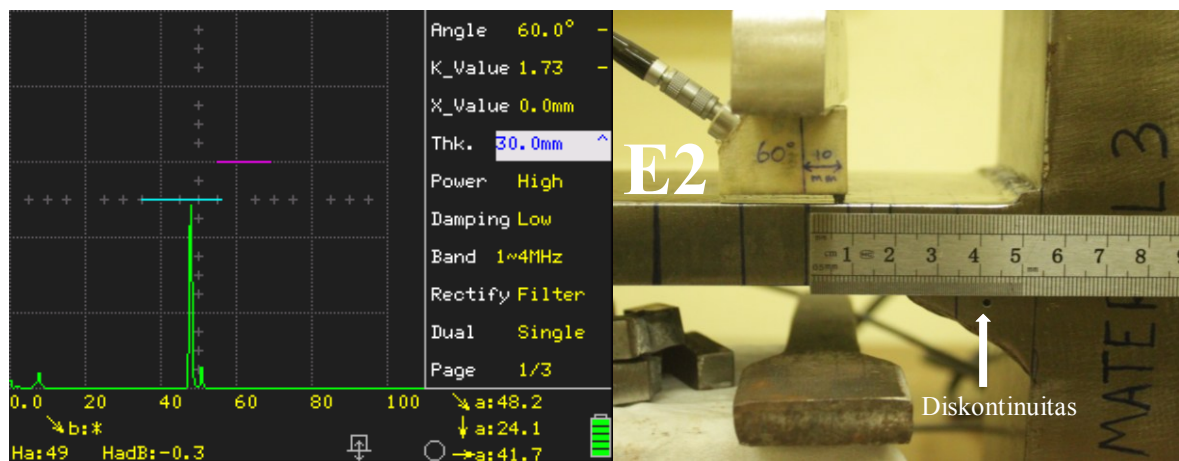 Angle 60.0° -
K_Value 1.73 -
X_Value 0.0mm
Thk. 30.0mm ^
Power High
Damping Low
Band 1~4MHz
Rectify Filter
Dual Single
Page 1/3
0.0 20 40 60 80 100
a:48.2
b:* a:24.1
Ha:49 HadB:-0.3 a:41.7
60° 10
mm
E2
cm 1 2 3 4 5 6 7 8 9
MATER L 3
Diskontinuitas